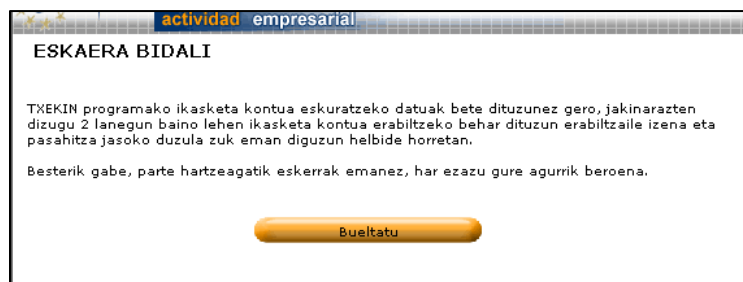 actividad empresarial
ESKAERA BIDALI
TXEKIN programako ikasketa kontua eskuratzeko datuak bete dituzunez gero, jakinarazten
dizugu 2 lanegun baino lehen ikasketa kontua erabiltzeko behar dituzun erabiltzaile izena eta
pasahitza jasoko duzula zuk eman diguzun helbide horretan.
Besterik gabe, parte hartzeagatik eskerrak emanez, har ezazu gure agurrik beroena.
Bueltatu